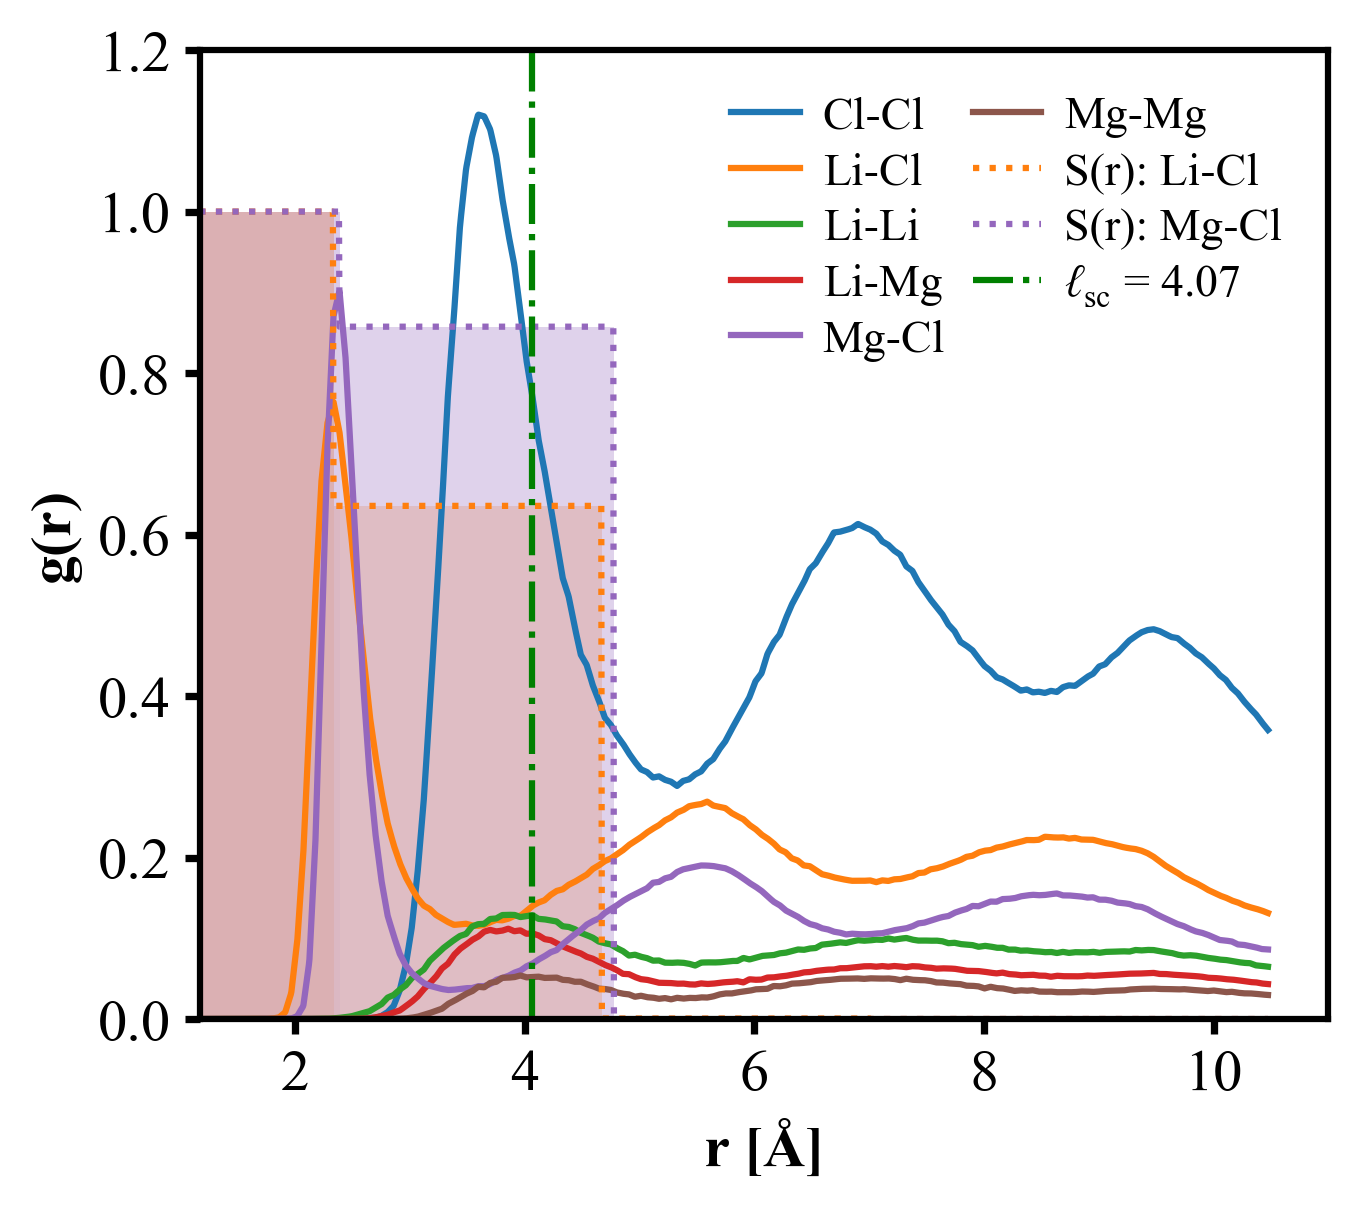 1.2
1.0
0.8
0.6
0.4
0.2
0.0
g(r)
Cl-Cl
Li-Cl
Li-Li
Li-Mg
Mg-Cl
Mg-Mg
S(r): Li-Cl
S(r): Mg-Cl
ℓsc = 4.07
2 4 6 8 10
r [Å]